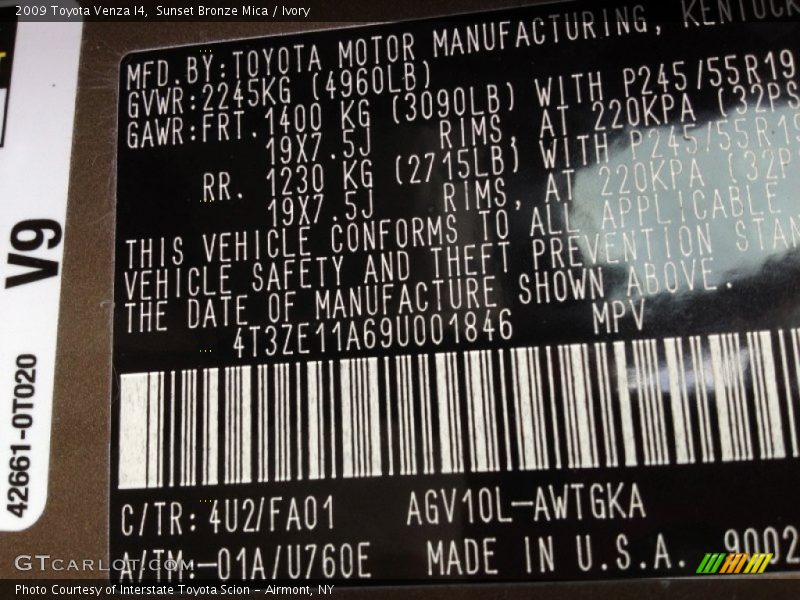 2009 Toyota Venza I4, Sunset Bronze Mica / Ivory
MFD.BY:TOYOTA MOTOR MANUFACTURING, KENTUCK
GVWR:2245KG (4960LB)
GAWR:FRT.1400 KG (3090LB) WITH P245/55R19
19X7.5J RIMS, AT 220KPA (32PS
RR. 1230 KG (2715LB) WITH P245/55R19
19X7.5J RIMS, AT 220KPA (32P
THIS VEHICLE CONFORMS TO ALL APPLICABLE
VEHICLE SAFETY AND THEFT PREVENTION STAN
THE DATE OF MANUFACTURE SHOWN ABOVE.
4T3ZE11A69U001846 MPV
C/TR:4U2/FA01 AGV10L-AWTGKA
A/TM:-01A/U760E MADE IN U.S.A. 9002
V9
42661-0T020
GTcarlot.com
Photo Courtesy of Interstate Toyota Scion - Airmont, NY